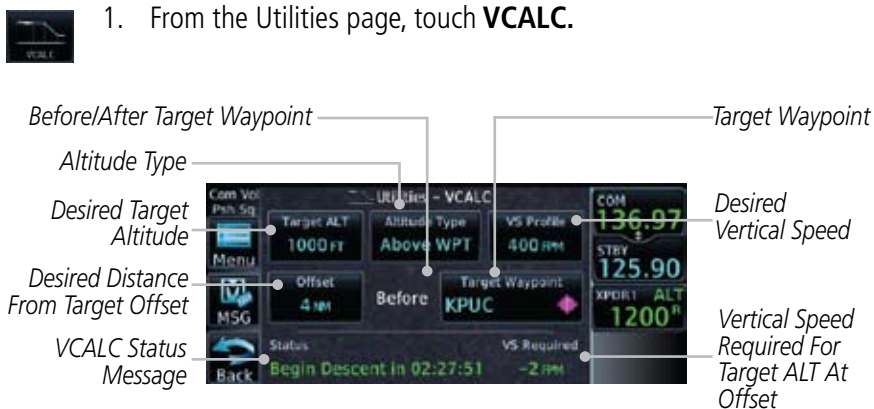 VCALC
1. From the Utilities page, touch VCALC.
Before/After Target Waypoint
Target Waypoint
Altitude Type
Desired Target
Altitude
Desired Distance
From Target Offset
VCALC Status
Message
Desired
Vertical Speed
Vertical Speed
Required For
Target ALT At
Offset
Com Vol
Psh Sq
Utilities – VCALC
COM
136.97
Target ALT
1000 FT
Altitude Type
Above WPT
VS Profile
400 FPM
Menu
STBY
125.90
Offset
4 NM
Before
Target Waypoint
KPUC
MSG
XPDR1 ALT
1200R
Status
VS Required
Begin Descent in 02:27:51
-2 FPM
Back